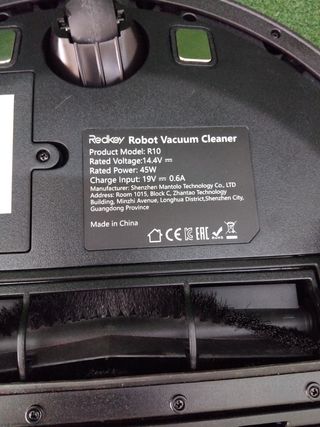 Redkey Robot Vacuum Cleaner
Product Model: R10
Rated Voltage:14.4V ⎓
Rated Power: 45W
Charge Input: 19V ⎓ 0.6A
Manufacturer: Shenzhen Mantolo Technology Co., LTD
Address: Room 1015, Block C, Zhantao Technology
Building, Minzhi Avenue, Longhua District,Shenzhen City,
Guangdong Province
Made in China
CE FC